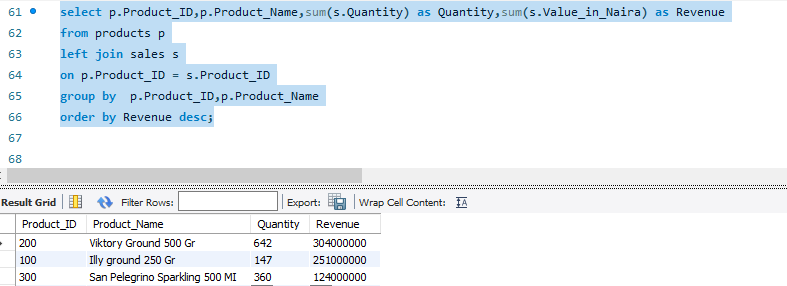 61 select p.Product_ID,p.Product_Name,sum(s.Quantity) as Quantity,sum(s.Value_in_Naira) as Revenue
62 from products p
63 left join sales s
64 on p.Product_ID = s.Product_ID
65 group by  p.Product_ID,p.Product_Name
66 order by Revenue desc;
67
68
Result Grid Filter Rows: Export: Wrap Cell Content:
Product_ID Product_Name Quantity Revenue
200 Viktory Ground 500 Gr 642 304000000
100 Illy ground 250 Gr 147 251000000
300 San Pelegrino Sparkling 500 Ml 360 124000000